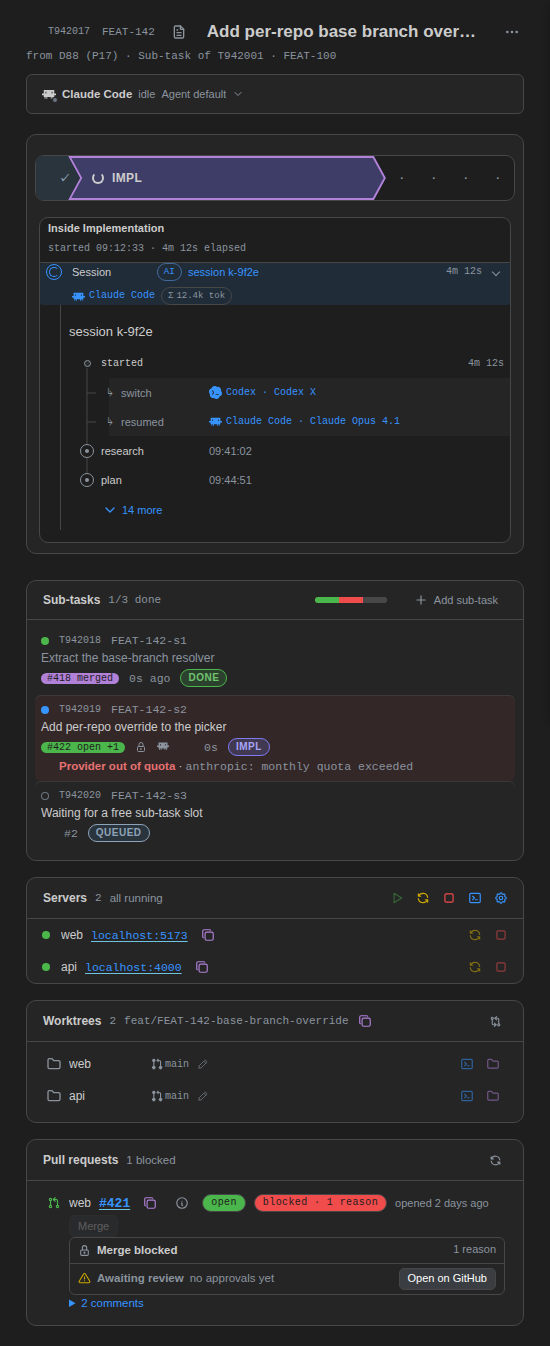 T942017 FEAT-142 Add per-repo base branch over…
from D88 (P17) · Sub-task of T942001 · FEAT-100
Claude Code idle Agent default
IMPL
Inside Implementation
started 09:12:33 · 4m 12s elapsed
Session AI session k-9f2e 4m 12s
Claude Code Σ 12.4k tok
session k-9f2e
started 4m 12s
↳ switch Codex · Codex X
↳ resumed Claude Code · Claude Opus 4.1
research 09:41:02
plan 09:44:51
14 more
Sub-tasks 1/3 done + Add sub-task
T942018 FEAT-142-s1
Extract the base-branch resolver
#418 merged 0s ago DONE
T942019 FEAT-142-s2
Add per-repo override to the picker
#422 open +1 0s IMPL
Provider out of quota · anthropic: monthly quota exceeded
T942020 FEAT-142-s3
Waiting for a free sub-task slot
#2 QUEUED
Servers 2 all running
web localhost:5173
api localhost:4000
Worktrees 2 feat/FEAT-142-base-branch-override
web main
api main
Pull requests 1 blocked
web #421 open blocked · 1 reason opened 2 days ago
Merge
Merge blocked 1 reason
Awaiting review no approvals yet Open on GitHub
2 comments